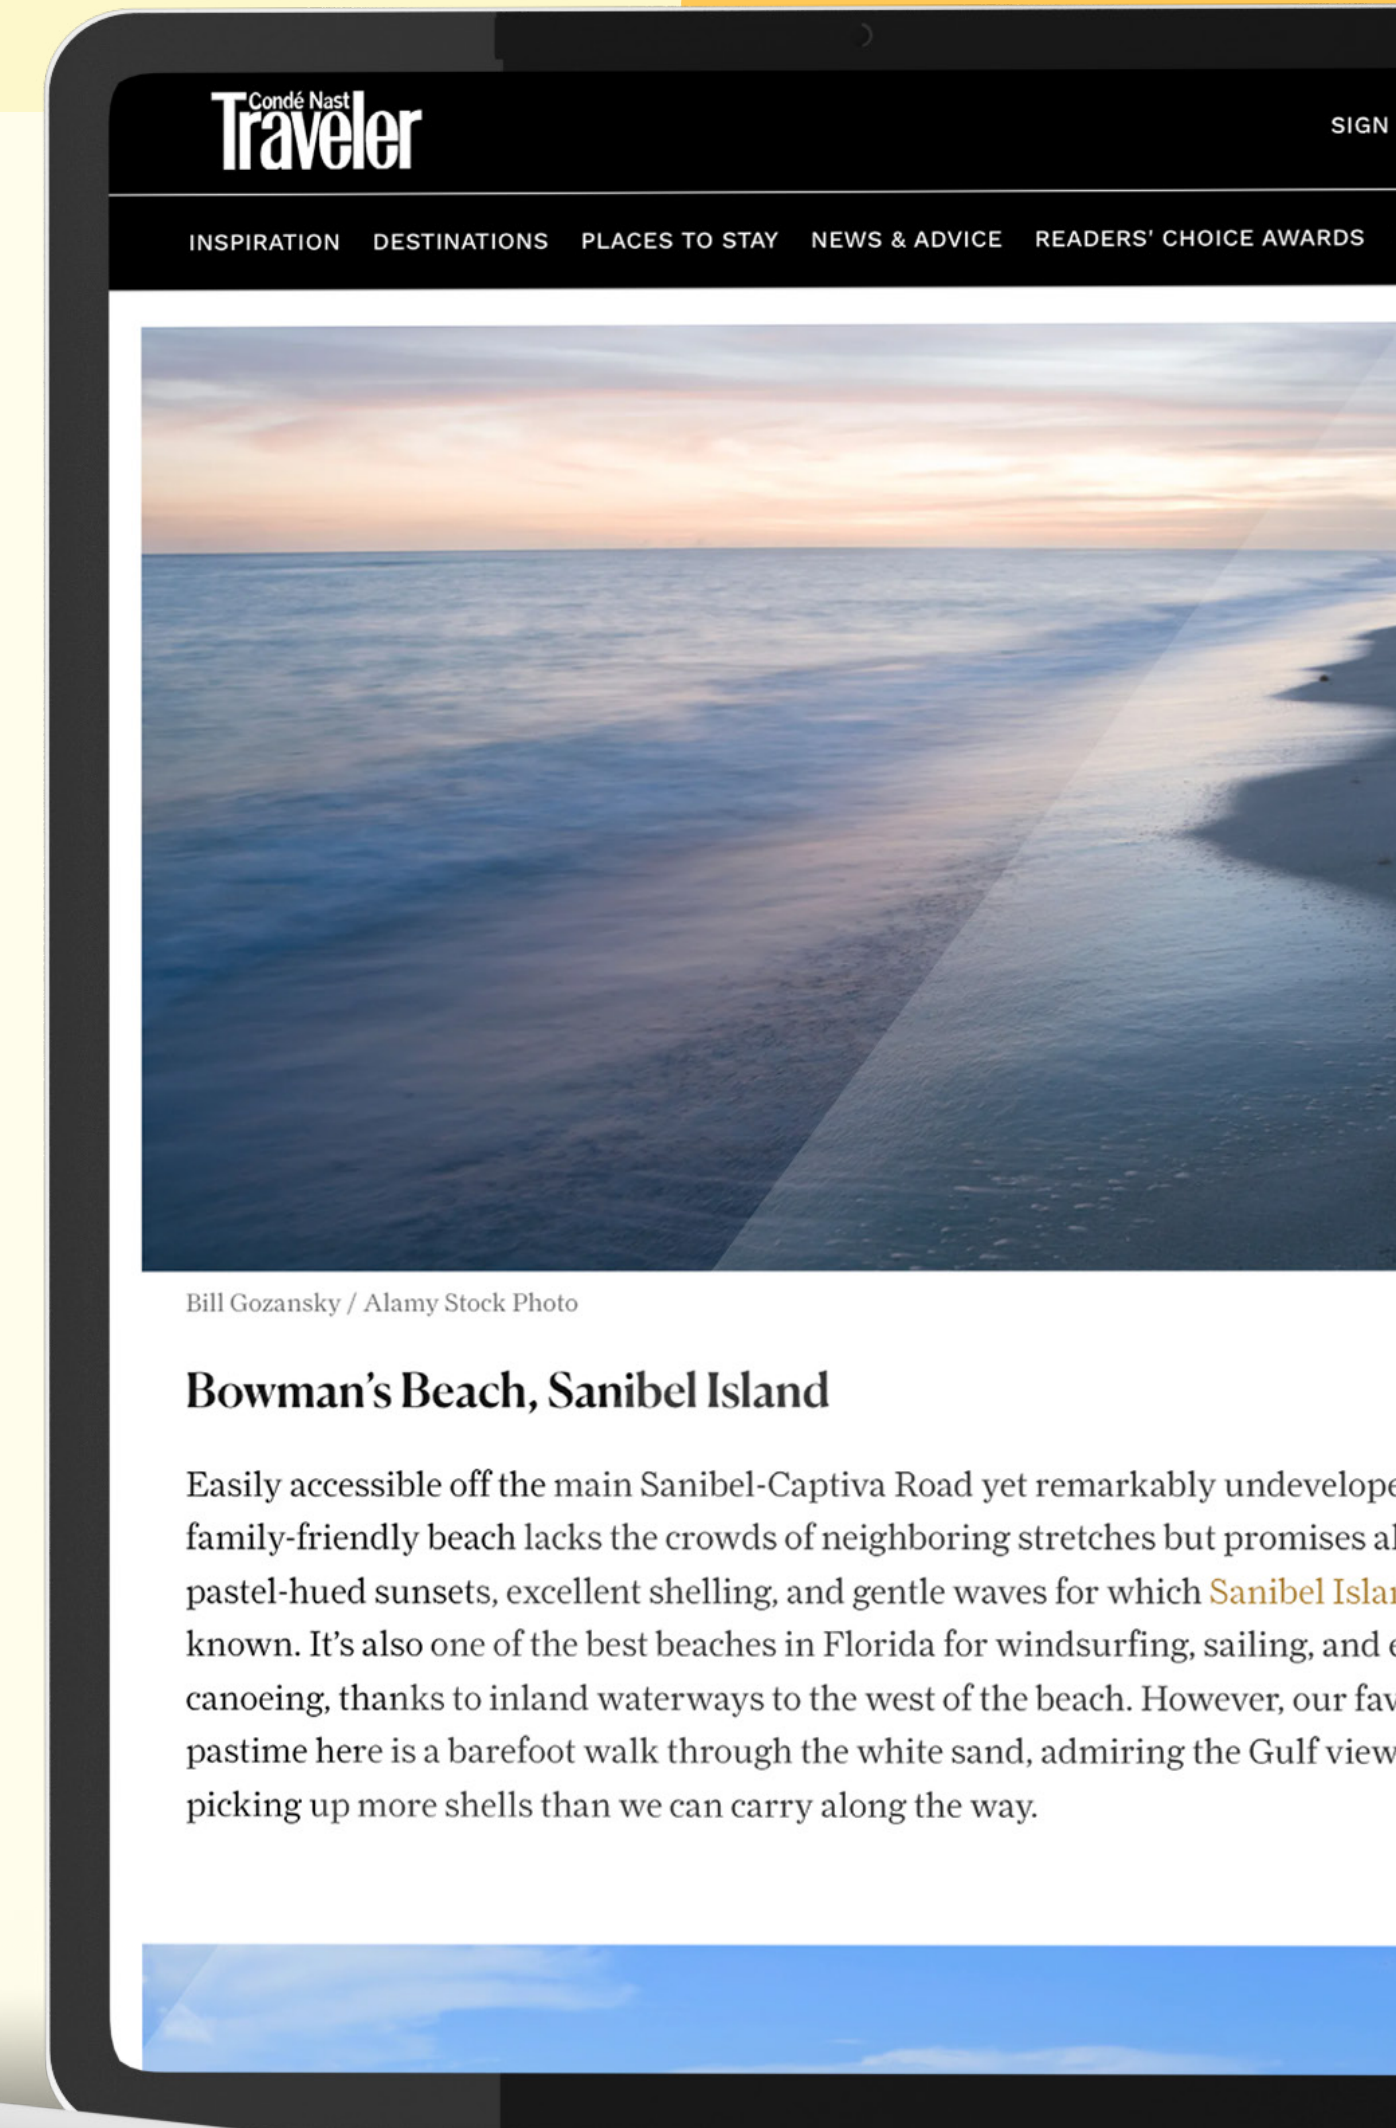 Condé Nast
Traveler
SIGN
INSPIRATION DESTINATIONS PLACES TO STAY NEWS & ADVICE READERS' CHOICE AWARDS
Bill Gozansky / Alamy Stock Photo
Bowman's Beach, Sanibel Island
Easily accessible off the main Sanibel-Captiva Road yet remarkably
family-friendly beach lacks the crowds of neighboring stretches but promises
pastel-hued sunsets, excellent shelling, and gentle waves for which Sanibel
known. It's also one of the best beaches in Florida for windsurfing, sailing, and
canoeing, thanks to inland waterways to the west of the beach. However, our
pastime here is a barefoot walk through the white sand, admiring the Gulf view
picking up more shells than we can carry along the way.